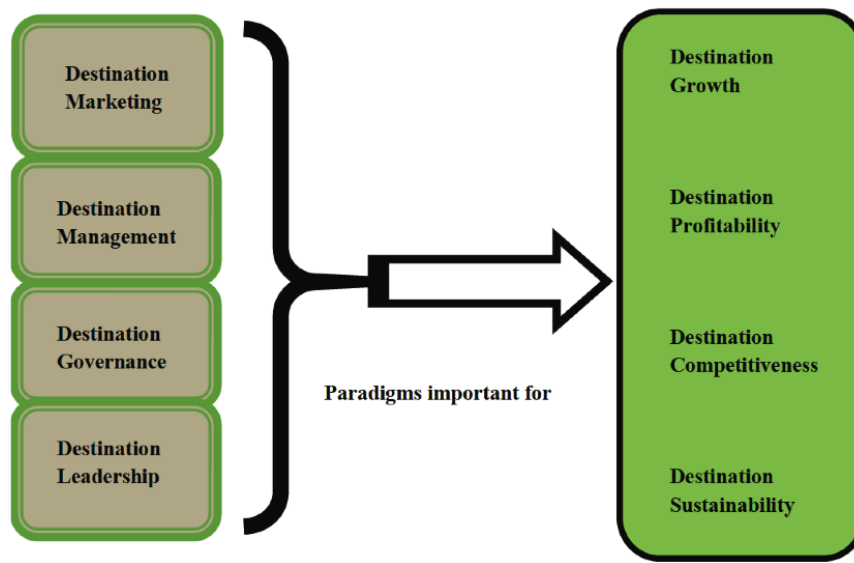 Destination
Marketing
Destination
Management
Destination
Governance
Destination
Leadership
Paradigms important for
Destination
Growth
Destination
Profitability
Destination
Competitiveness
Destination
Sustainability